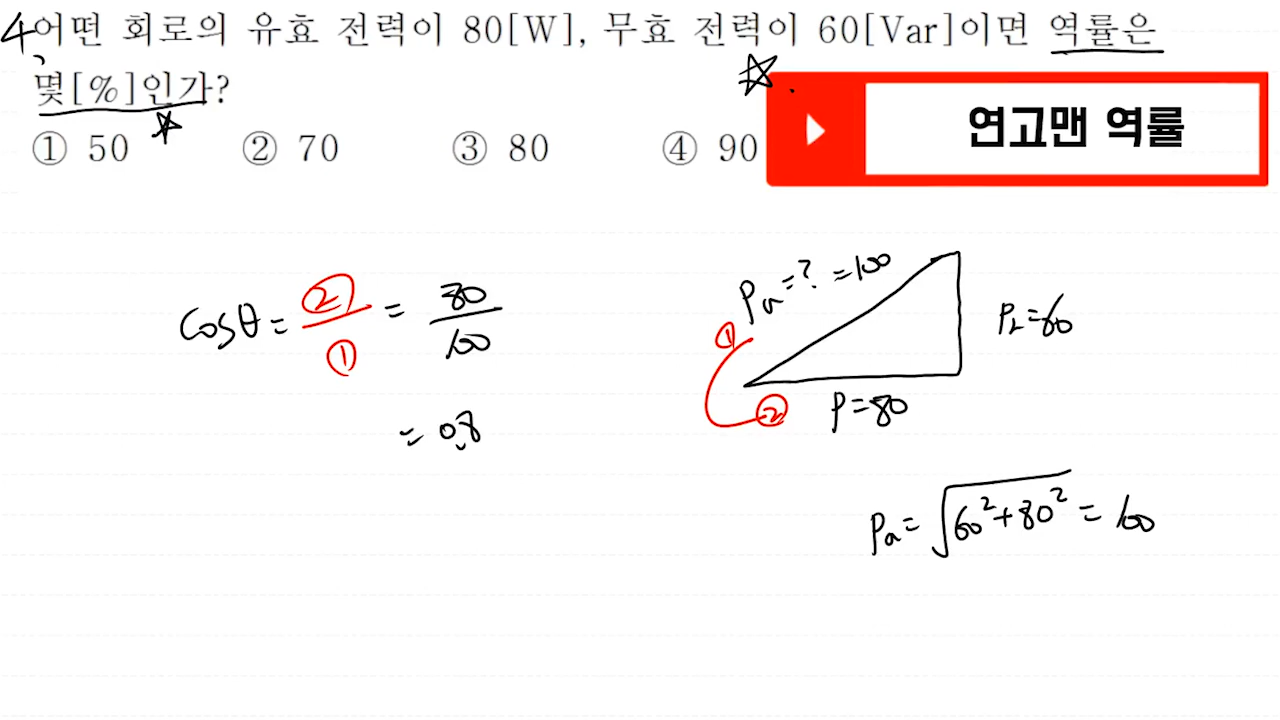 4. 어떤 회로의 유효 전력이 80[W], 무효 전력이 60[Var]이면 역률은
몇[%]인가?
① 50 ② 70 ③ 80 ④ 90
연고맨 역률
cosθ = ②/① = 80/100
= 0.8
Pa = ? = 100
①
Pr = 60
②
P = 80
Pa = √60²+80² = 100